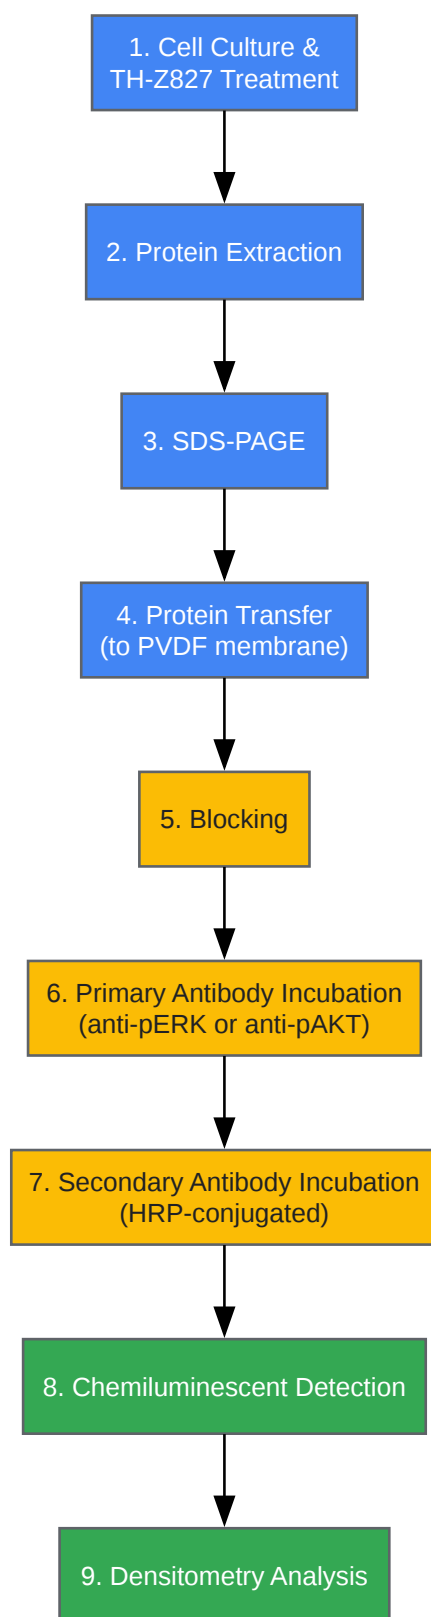 1. Cell Culture &
TH-Z827 Treatment
2. Protein Extraction
3. SDS-PAGE
4. Protein Transfer
(to PVDF membrane)
5. Blocking
6. Primary Antibody Incubation
(anti-pERK or anti-pAKT)
7. Secondary Antibody Incubation
(HRP-conjugated)
8. Chemiluminescent Detection
9. Densitometry Analysis